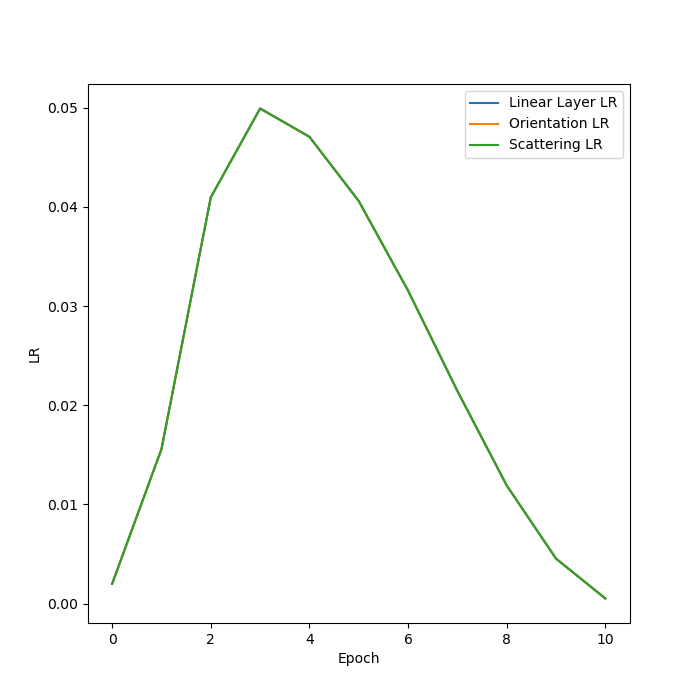 Linear Layer LR
Orientation LR
Scattering LR
0.05
0.04
0.03
0.02
0.01
0.00
LR
0 2 4 6 8 10
Epoch